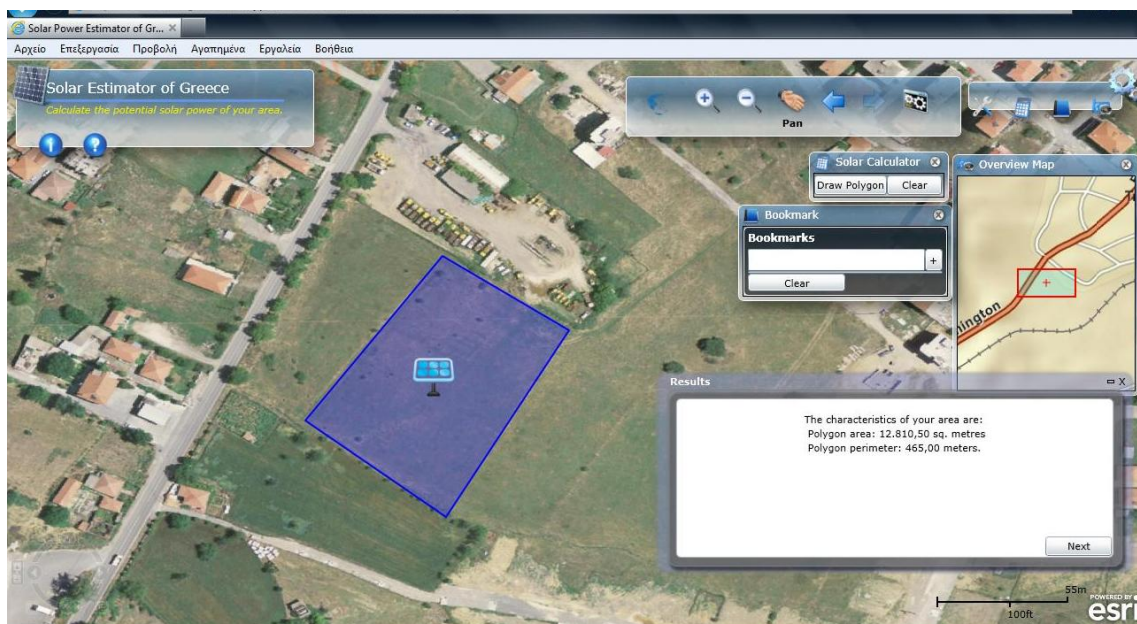 Solar Power Estimator of Gr...
Αρχείο Επεξεργασία Προβολή Αγαπημένα Εργαλεία Βοήθεια
Solar Estimator of Greece
Calculate the potential solar power of your area.
Pan
Solar Calculator
Draw Polygon Clear
Overview Map
Bookmark
Bookmarks
+
Clear
hington
Results
The characteristics of your area are:
Polygon area: 12.810,50 sq. metres
Polygon perimeter: 465,00 meters.
Next
55m
100ft
POWERED BY
esri